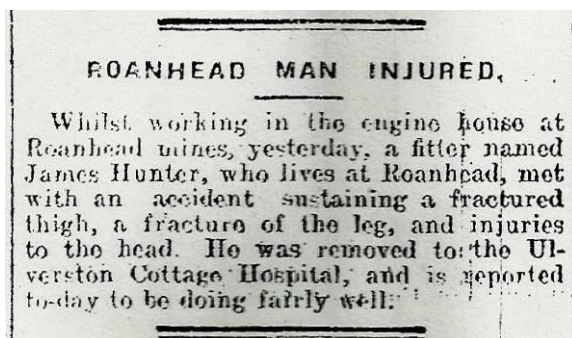 ROANHEAD MAN INJURED.
Whilst working in the engine house at
Roanhead mines, yesterday, a fitter named
James Hunter, who lives at Roanhead, met
with an accident sustaining a fractured
thigh, a fracture of the leg, and injuries
to the head. He was removed to the Ul-
verston Cottage Hospital, and is reported
to-day to be doing fairly well.